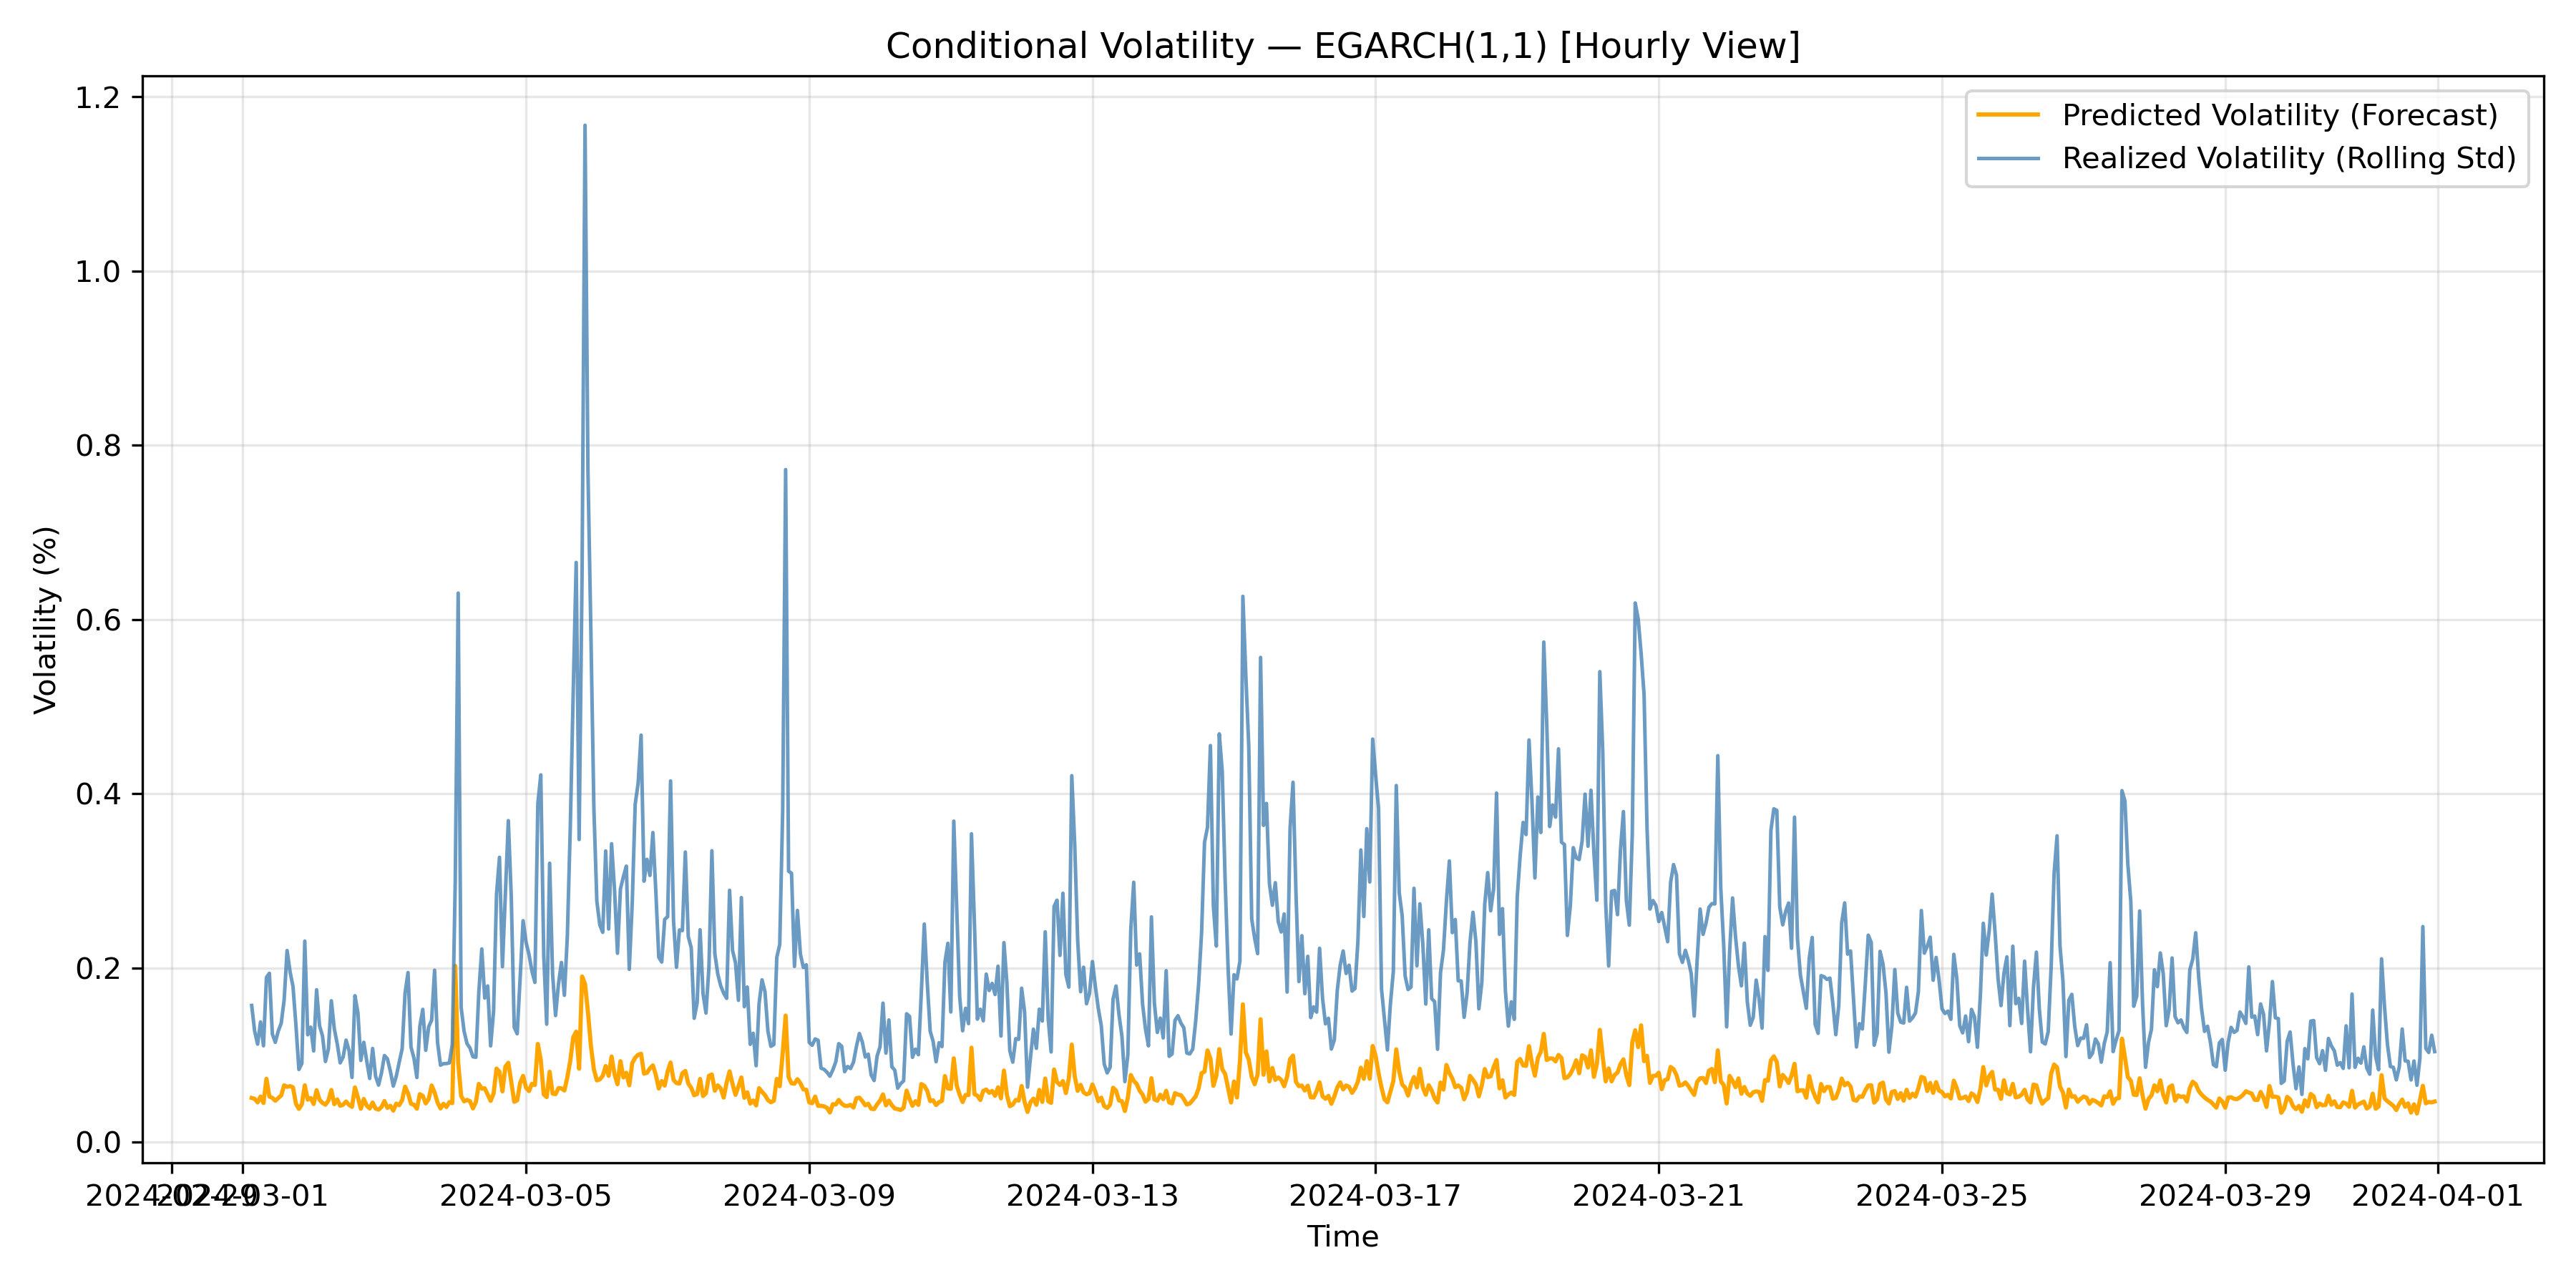 Conditional Volatility — EGARCH(1,1) [Hourly View]
Predicted Volatility (Forecast)
Realized Volatility (Rolling Std)
Volatility (%)
1.2
1.0
0.8
0.6
0.4
0.2
0.0
2024-02-29 2024-03-01 2024-03-05 2024-03-09 2024-03-13 2024-03-17 2024-03-21 2024-03-25 2024-03-29 2024-04-01
Time